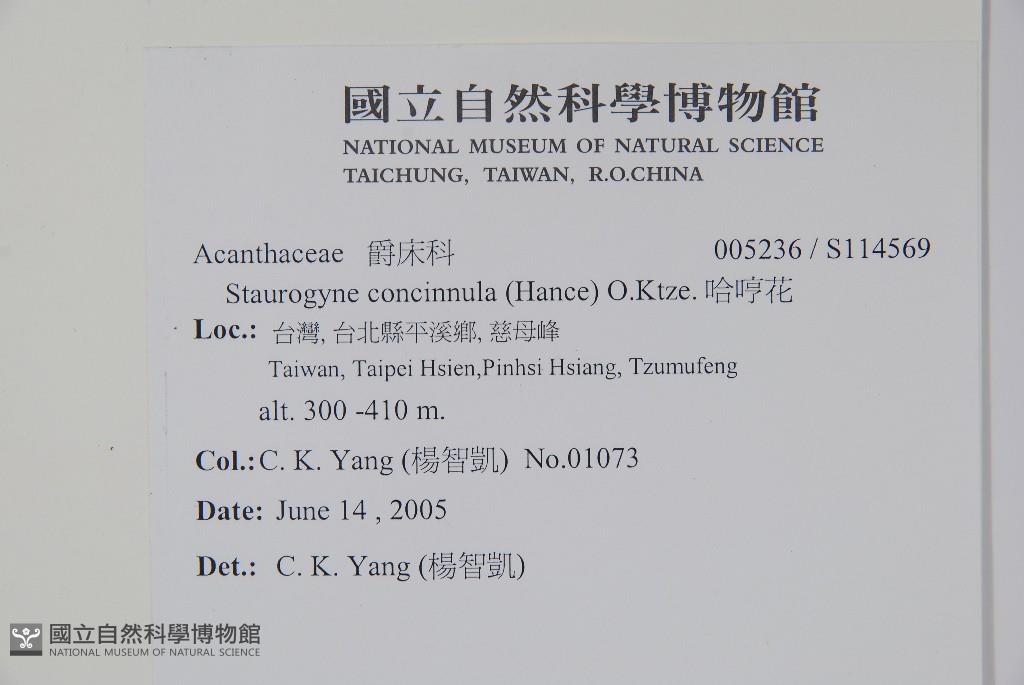 國立自然科學博物館
NATIONAL MUSEUM OF NATURAL SCIENCE
TAICHUNG, TAIWAN, R.O.CHINA
Acanthaceae 爵床科 005236 / S114569
Staurogyne concinnula (Hance) O.Ktze. 哈哼花
Loc.: 台灣, 台北縣平溪鄉, 慈母峰
Taiwan, Taipei Hsien,Pinhsi Hsiang, Tzumufeng
alt. 300 -410 m.
Col.: C. K. Yang (楊智凱) No.01073
Date: June 14 , 2005
Det.: C. K. Yang (楊智凱)
國立自然科學博物館
NATIONAL MUSEUM OF NATURAL SCIENCE